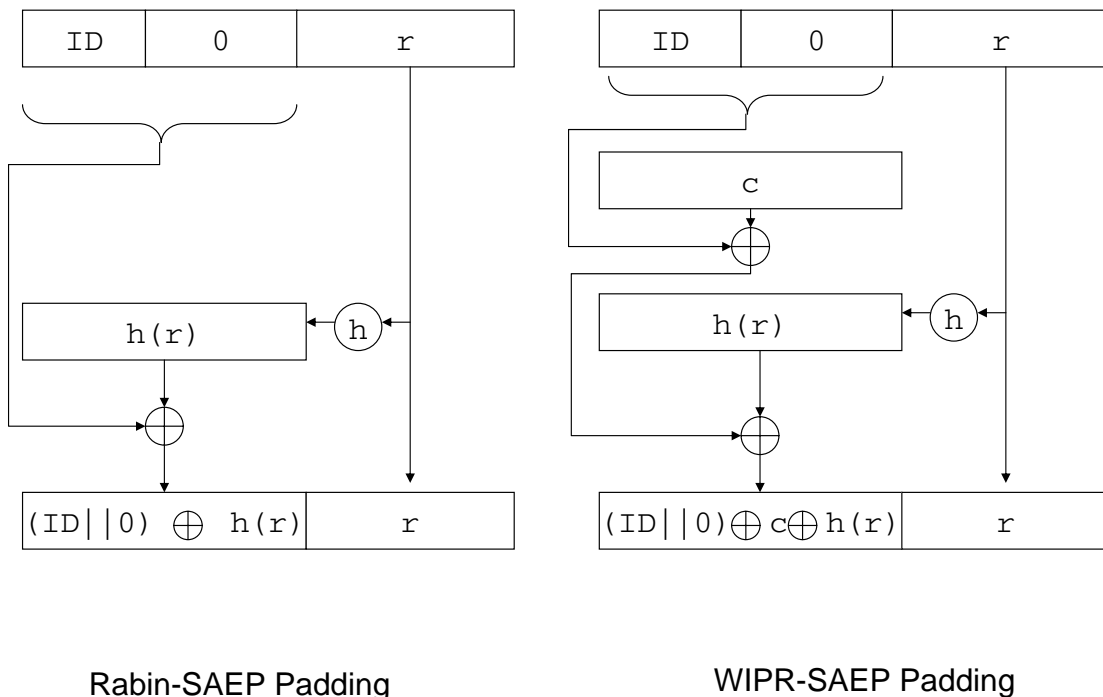 ID 0 r
h(r) h
(ID||0) ⊕ h(r) r
Rabin-SAEP Padding
ID 0 r
c
h(r) h
(ID||0)⊕c⊕h(r) r
WIPR-SAEP Padding